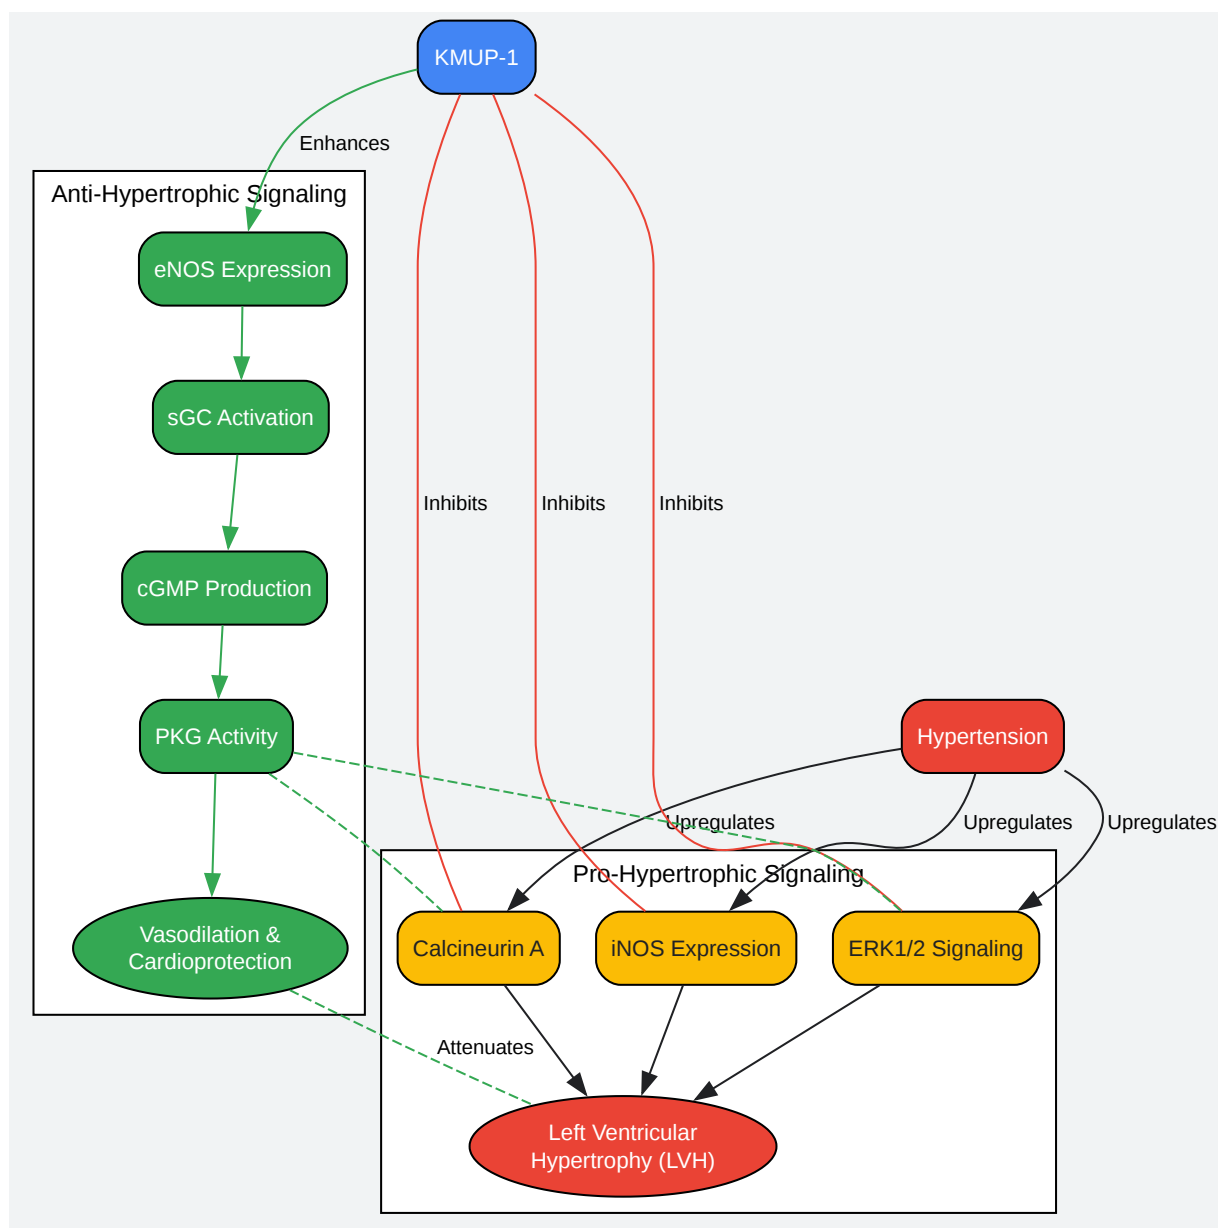 KMUP-1
Enhances
Anti-Hypertrophic Signaling
eNOS Expression
sGC Activation
Inhibits
Inhibits
Inhibits
cGMP Production
PKG Activity
Hypertension
Upregulates
Upregulates
Upregulates
Pro-Hypertrophic Signaling
Vasodilation &
Cardioprotection
Calcineurin A
iNOS Expression
ERK1/2 Signaling
Attenuates
Left Ventricular
Hypertrophy (LVH)